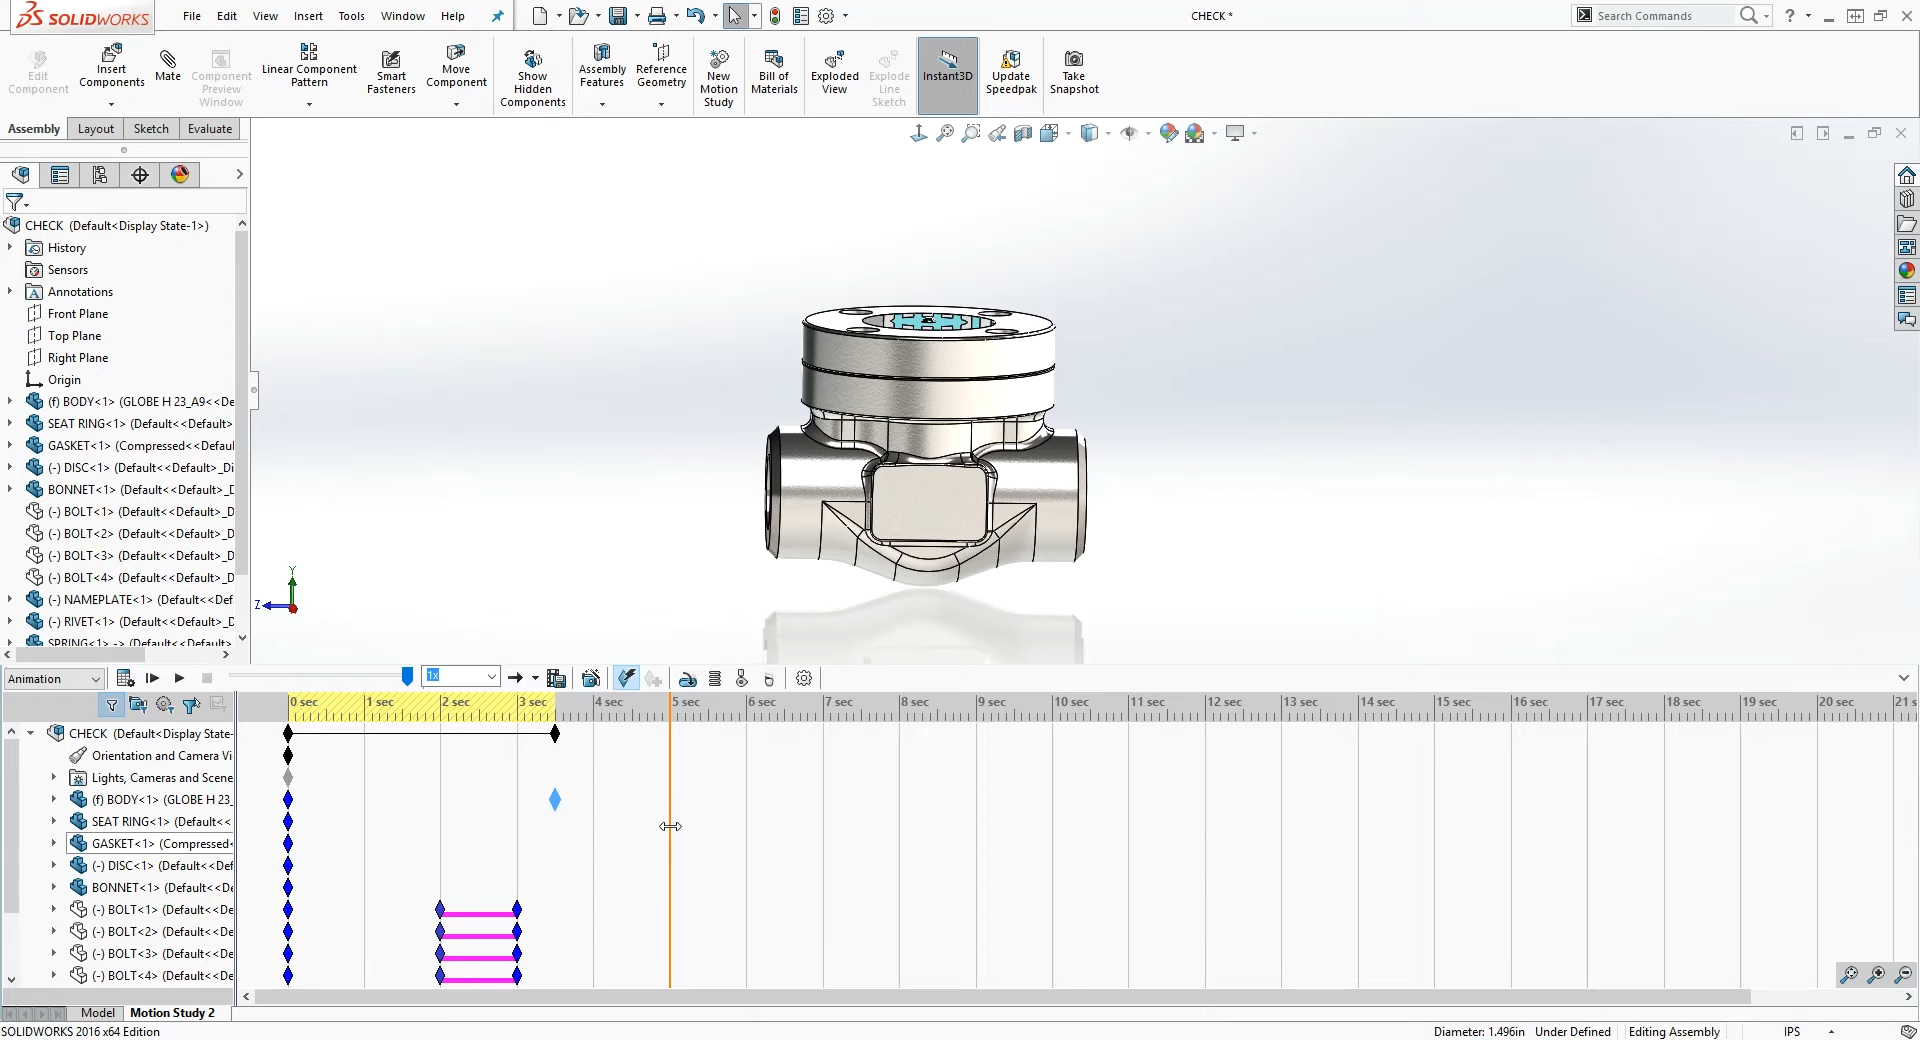 SOLIDWORKS File Edit View Insert Tools Window Help CHECK * Search Commands
Edit Component
Insert Components
Mate
Component Preview Window
Linear Component Pattern
Smart Fasteners
Move Component
Show Hidden Components
Assembly Features
Reference Geometry
New Motion Study
Bill of Materials
Exploded View
Explode Line Sketch
Instant3D
Update Speedpak
Take Snapshot
Assembly Layout Sketch Evaluate
CHECK (Default<Display State-1>)
History
Sensors
Annotations
Front Plane
Top Plane
Right Plane
Origin
(f) BODY<1> (GLOBE H 23_A9<<De
SEAT RING<1> (Default<<Default>
GASKET<1> (Compressed<<Defaul
(-) DISC<1> (Default<<Default>_Di
BONNET<1> (Default<<Default>_D
(-) BOLT<1> (Default<<Default>_D
(-) BOLT<2> (Default<<Default>_D
(-) BOLT<3> (Default<<Default>_D
(-) BOLT<4> (Default<<Default>_D
(-) NAMEPLATE<1> (Default<<Def
(-) RIVET<1> (Default<<Default>_D
SPRING<1> -> (Default<<Default>
Y
Z
Animation 1x
0 sec 1 sec 2 sec 3 sec 4 sec 5 sec 6 sec 7 sec 8 sec 9 sec 10 sec 11 sec 12 sec 13 sec 14 sec 15 sec 16 sec 17 sec 18 sec 19 sec 20 sec 21 s
CHECK (Default<Display State-
Orientation and Camera Vi
Lights, Cameras and Scene
(f) BODY<1> (GLOBE H 23_
SEAT RING<1> (Default<<
GASKET<1> (Compressed<
(-) DISC<1> (Default<<Def
BONNET<1> (Default<<De
(-) BOLT<1> (Default<<De
(-) BOLT<2> (Default<<De
(-) BOLT<3> (Default<<De
(-) BOLT<4> (Default<<De
Model Motion Study 2
SOLIDWORKS 2016 x64 Edition Diameter: 1.496in Under Defined Editing Assembly IPS